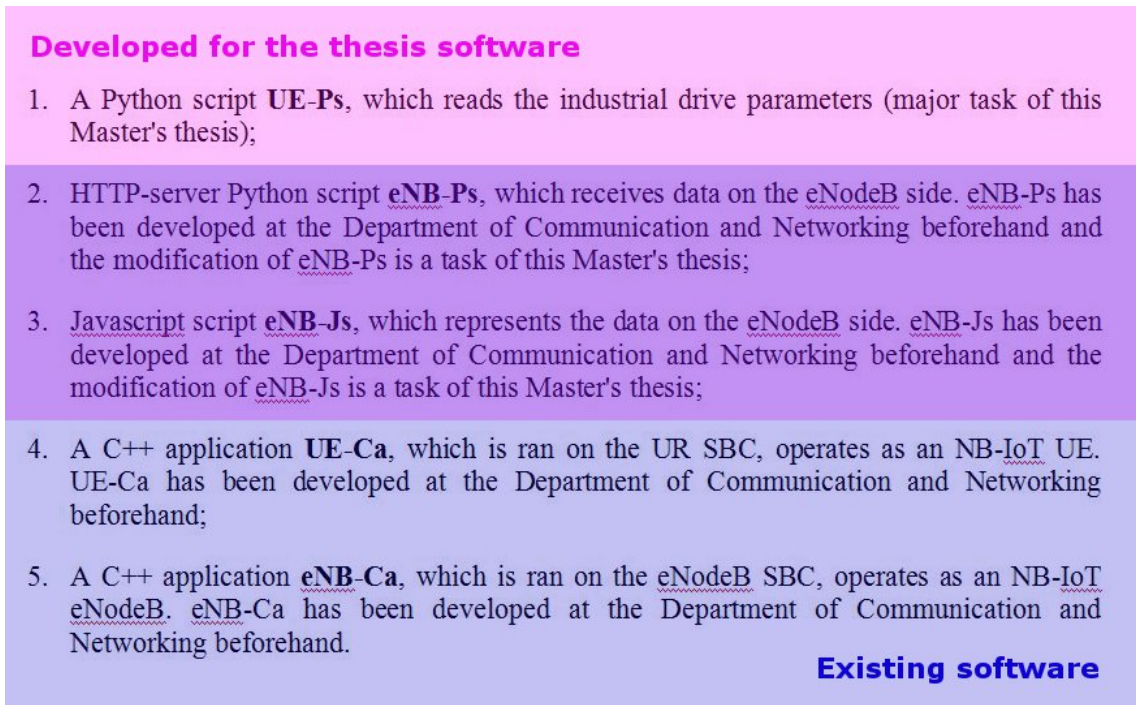 Developed for the thesis software
1. A Python script UE-Ps, which reads the industrial drive parameters (major task of this
Master's thesis);
2. HTTP-server Python script eNB-Ps, which receives data on the eNodeB side. eNB-Ps has
been developed at the Department of Communication and Networking beforehand and
the modification of eNB-Ps is a task of this Master's thesis;
3. Javascript script eNB-Js, which represents the data on the eNodeB side. eNB-Js has been
developed at the Department of Communication and Networking beforehand and the
modification of eNB-Js is a task of this Master's thesis;
4. A C++ application UE-Ca, which is ran on the UR SBC, operates as an NB-IoT UE.
UE-Ca has been developed at the Department of Communication and Networking
beforehand;
5. A C++ application eNB-Ca, which is ran on the eNodeB SBC, operates as an NB-IoT
eNodeB. eNB-Ca has been developed at the Department of Communication and
Networking beforehand.
Existing software